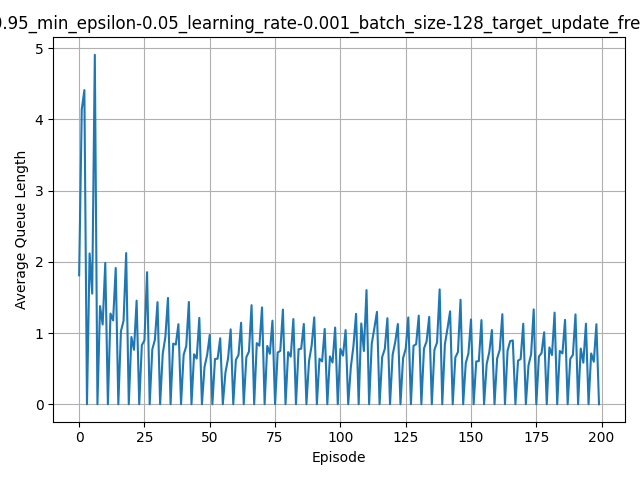 0.95_min_epsilon-0.05_learning_rate-0.001_batch_size-128_target_update_fre
5
4
3
2
1
0
Average Queue Length
0 25 50 75 100 125 150 175 200
Episode